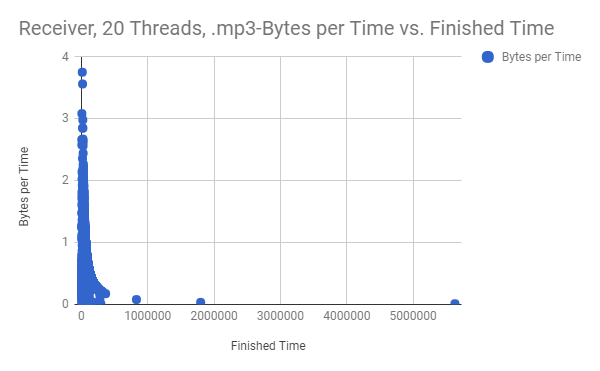 Receiver, 20 Threads, .mp3-Bytes per Time vs. Finished Time
Bytes per Time
Bytes per Time
4
3
2
1
0
0 1000000 2000000 3000000 4000000 5000000
Finished Time